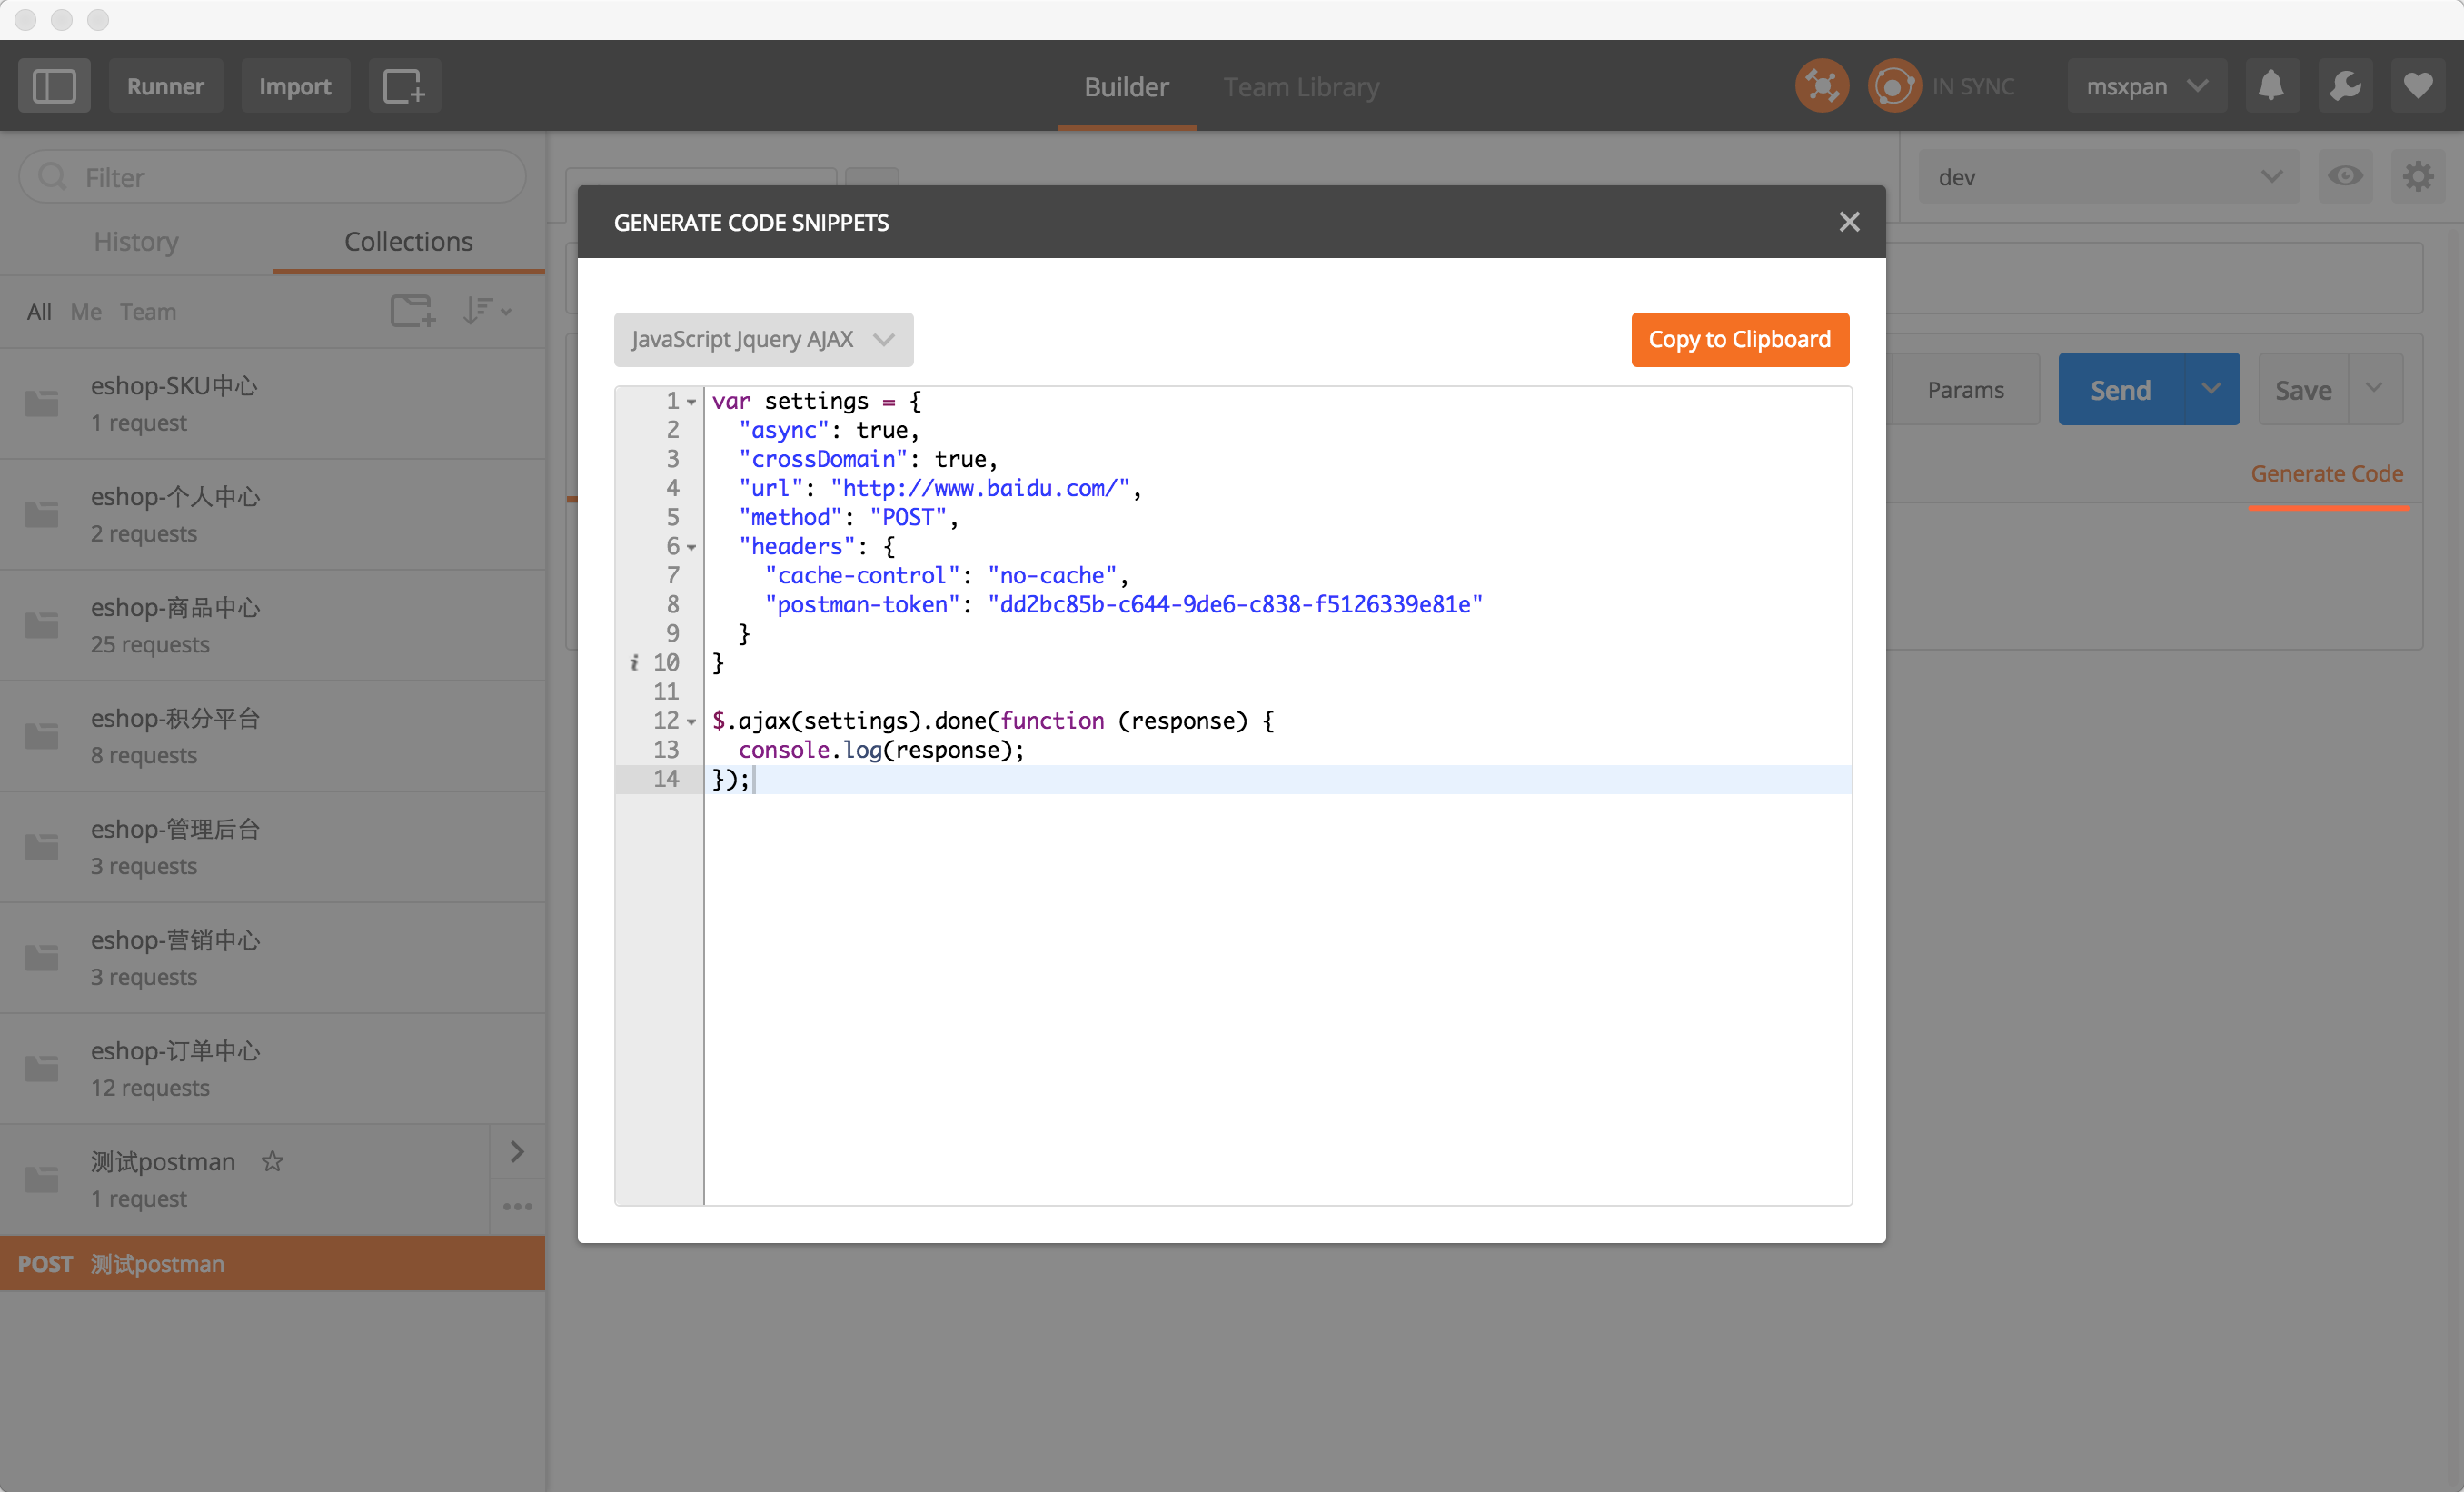 Runner Import Builder Team Library IN SYNC msxpan
Filter
dev
History Collections
All Me Team
eshop-SKU中心
1 request
eshop-个人中心
2 requests
eshop-商品中心
25 requests
eshop-积分平台
8 requests
eshop-管理后台
3 requests
eshop-营销中心
3 requests
eshop-订单中心
12 requests
测试postman
1 request
POST 测试postman
GENERATE CODE SNIPPETS
JavaScript Jquery AJAX Copy to Clipboard
1 var settings = {
2 "async": true,
3 "crossDomain": true,
4 "url": "http://www.baidu.com/",
5 "method": "POST",
6 "headers": {
7 "cache-control": "no-cache",
8 "postman-token": "dd2bc85b-c644-9de6-c838-f5126339e81e"
9 }
i 10 }
11
12 $.ajax(settings).done(function (response) {
13 console.log(response);
14 });
Params Send Save
Generate Code